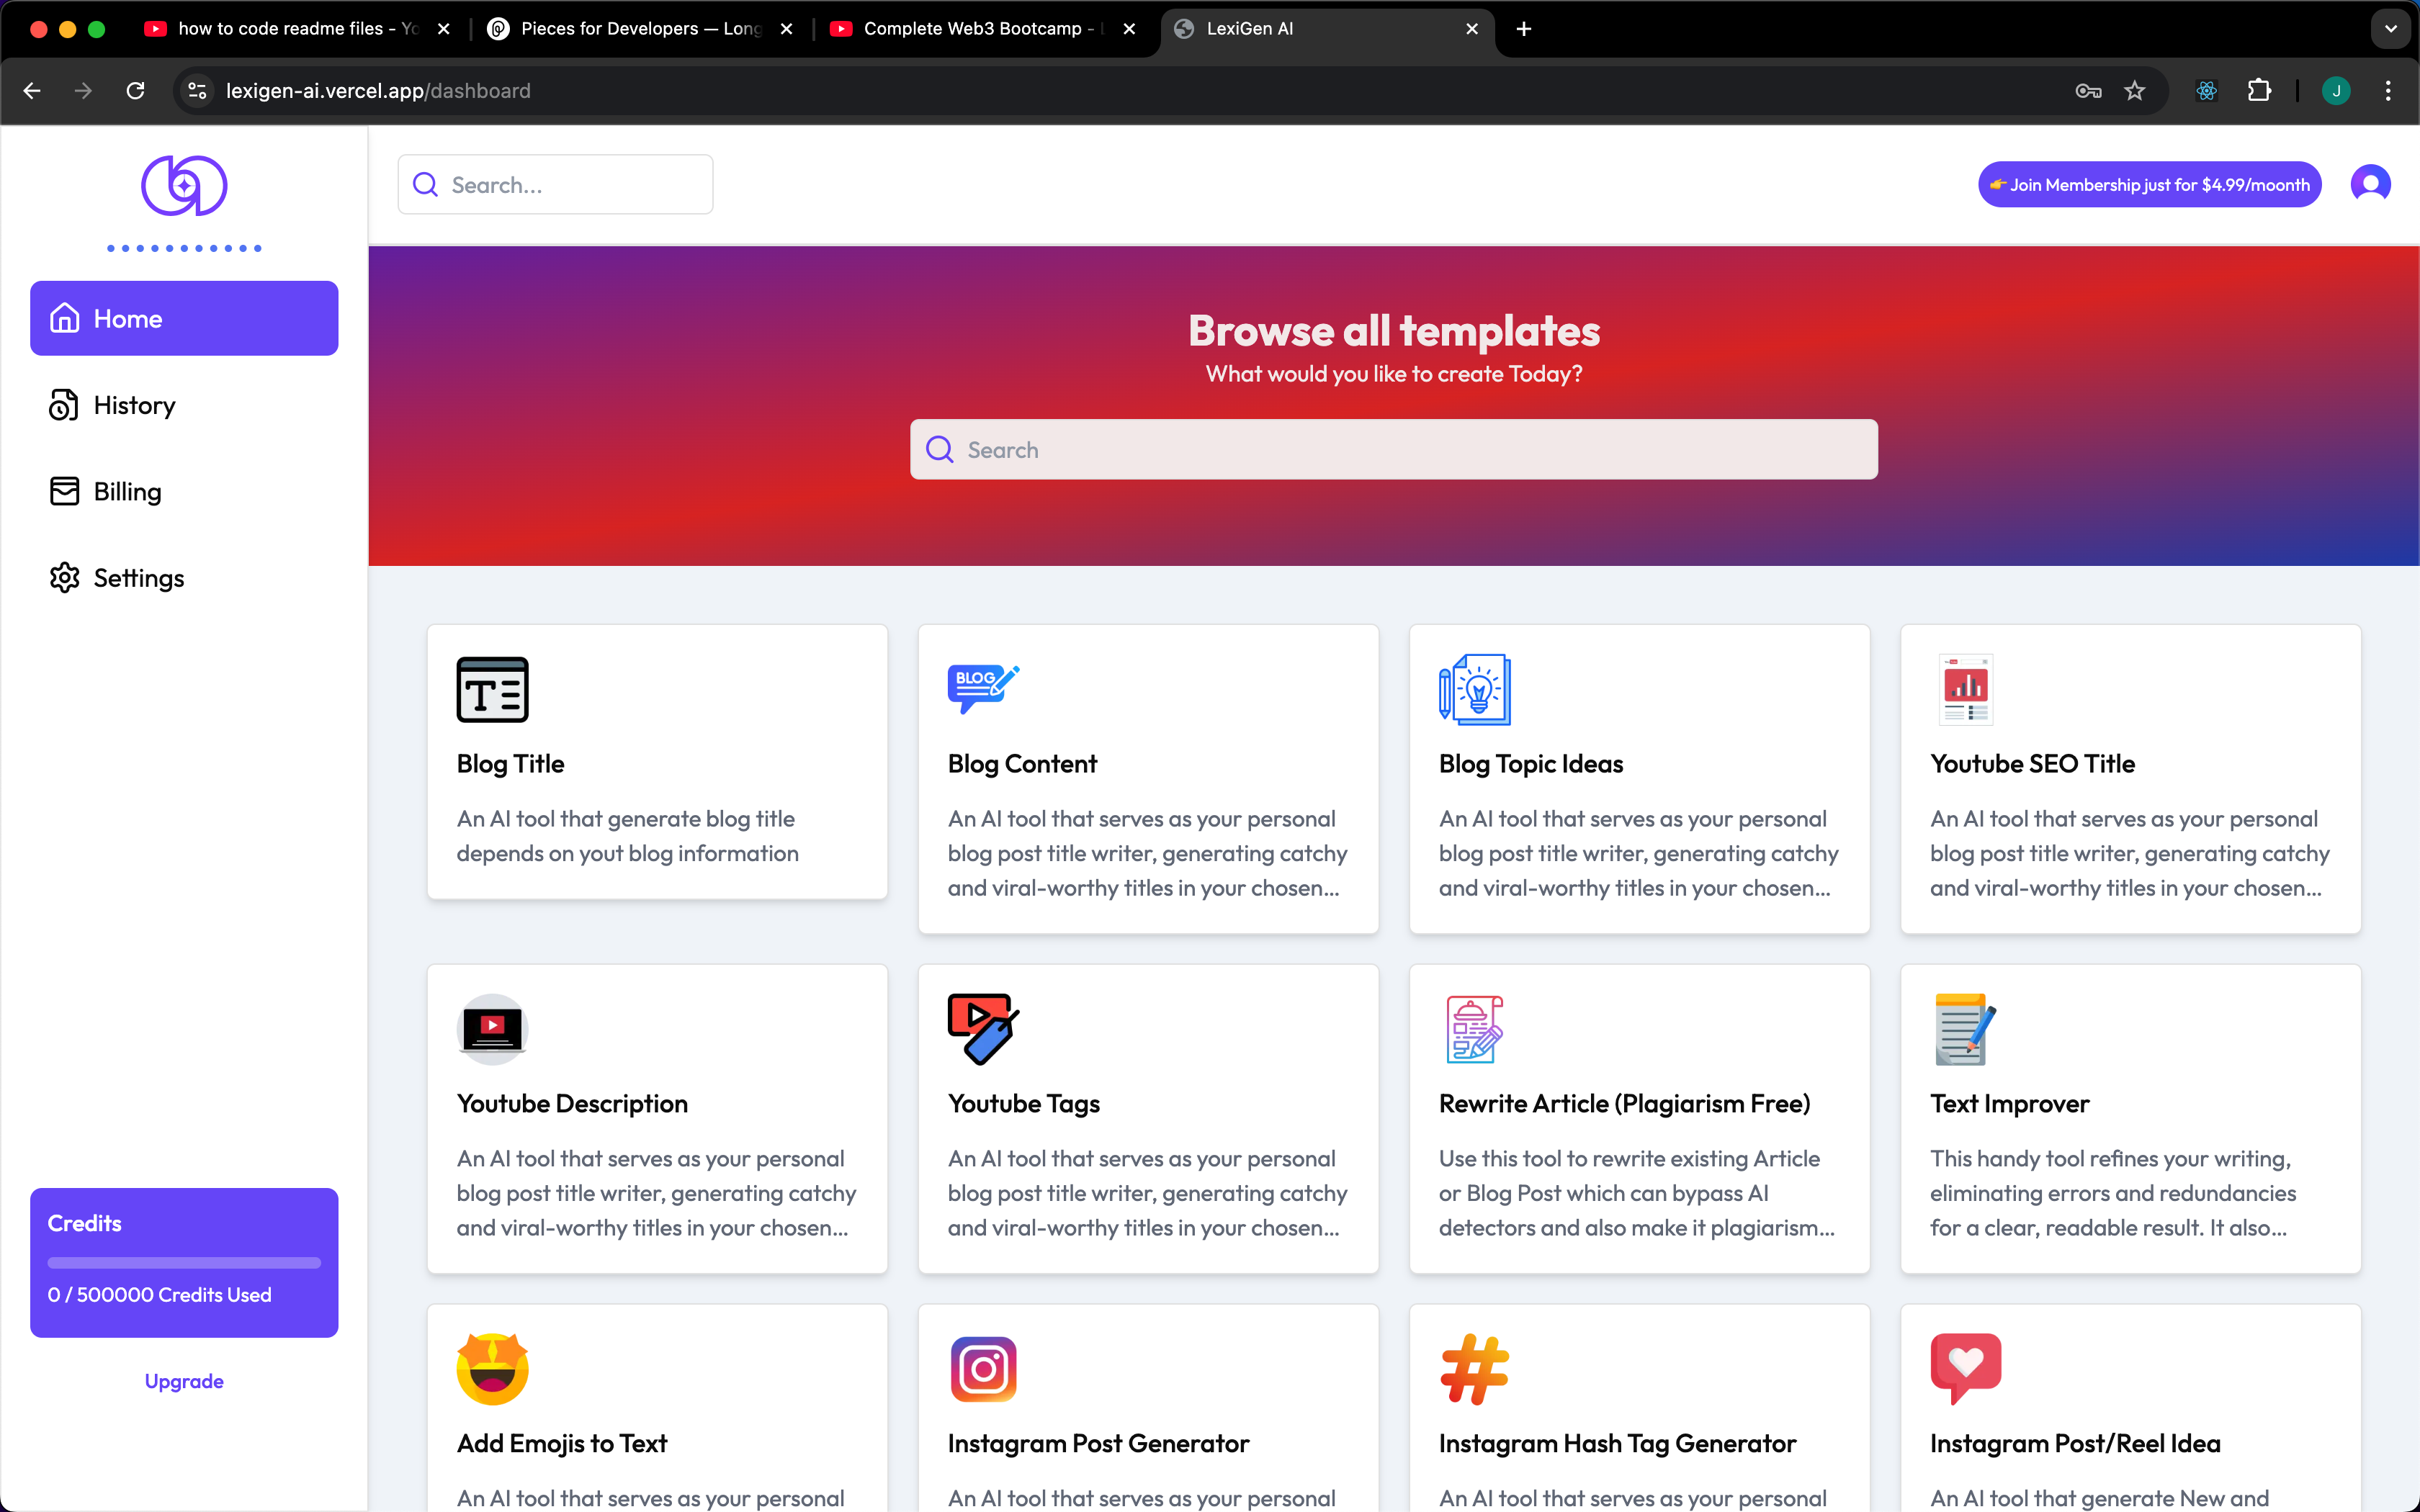 how to code readme files - Yo
Pieces for Developers — Long
Complete Web3 Bootcamp -
LexiGen AI
lexigen-ai.vercel.app/dashboard
J
Search...
👉 Join Membership just for $4.99/moonth
Home
History
Billing
Settings
Browse all templates
What would you like to create Today?
Search
T
Blog Title
An AI tool that generate blog title
depends on yout blog information
BLOG
Blog Content
An AI tool that serves as your personal
blog post title writer, generating catchy
and viral-worthy titles in your chosen...
Blog Topic Ideas
An AI tool that serves as your personal
blog post title writer, generating catchy
and viral-worthy titles in your chosen...
Youtube SEO Title
An AI tool that serves as your personal
blog post title writer, generating catchy
and viral-worthy titles in your chosen...
Youtube Description
An AI tool that serves as your personal
blog post title writer, generating catchy
and viral-worthy titles in your chosen...
Youtube Tags
An AI tool that serves as your personal
blog post title writer, generating catchy
and viral-worthy titles in your chosen...
Rewrite Article (Plagiarism Free)
Use this tool to rewrite existing Article
or Blog Post which can bypass AI
detectors and also make it plagiarism...
Text Improver
This handy tool refines your writing,
eliminating errors and redundancies
for a clear, readable result. It also...
Credits
0 / 500000 Credits Used
Upgrade
Add Emojis to Text
An AI tool that serves as your personal
Instagram Post Generator
An AI tool that serves as your personal
#
Instagram Hash Tag Generator
An AI tool that serves as your personal
Instagram Post/Reel Idea
An AI tool that generate New and